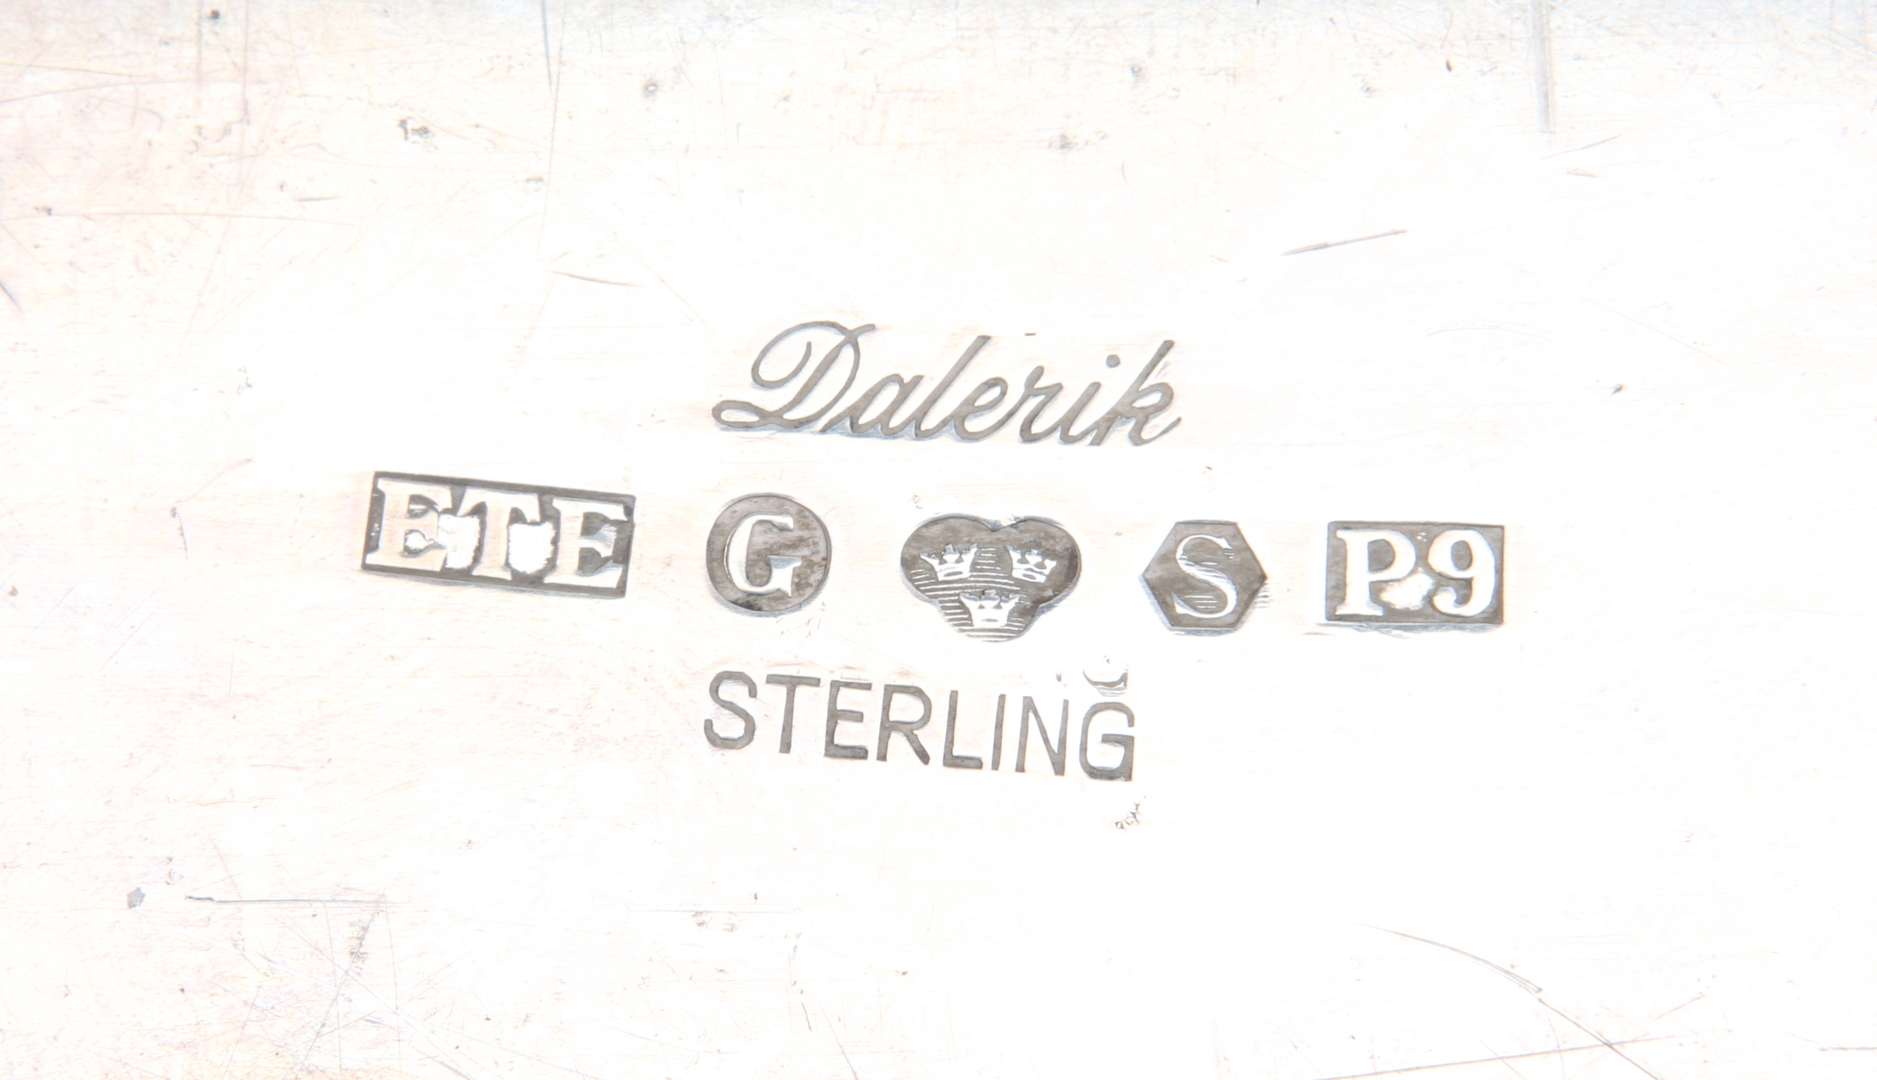 Dalerik
ETE G S P9
STERLING